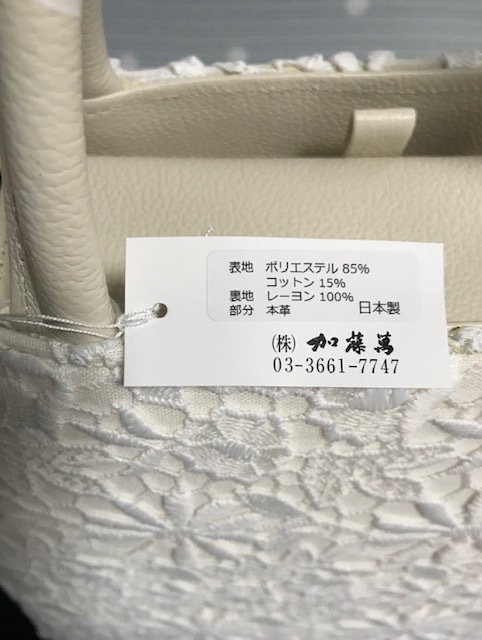 表地 ポリエステル 85%
コットン 15%
裏地 レーヨン 100%
部分 本革 日本製
(株) 加藤萬
03-3661-7747